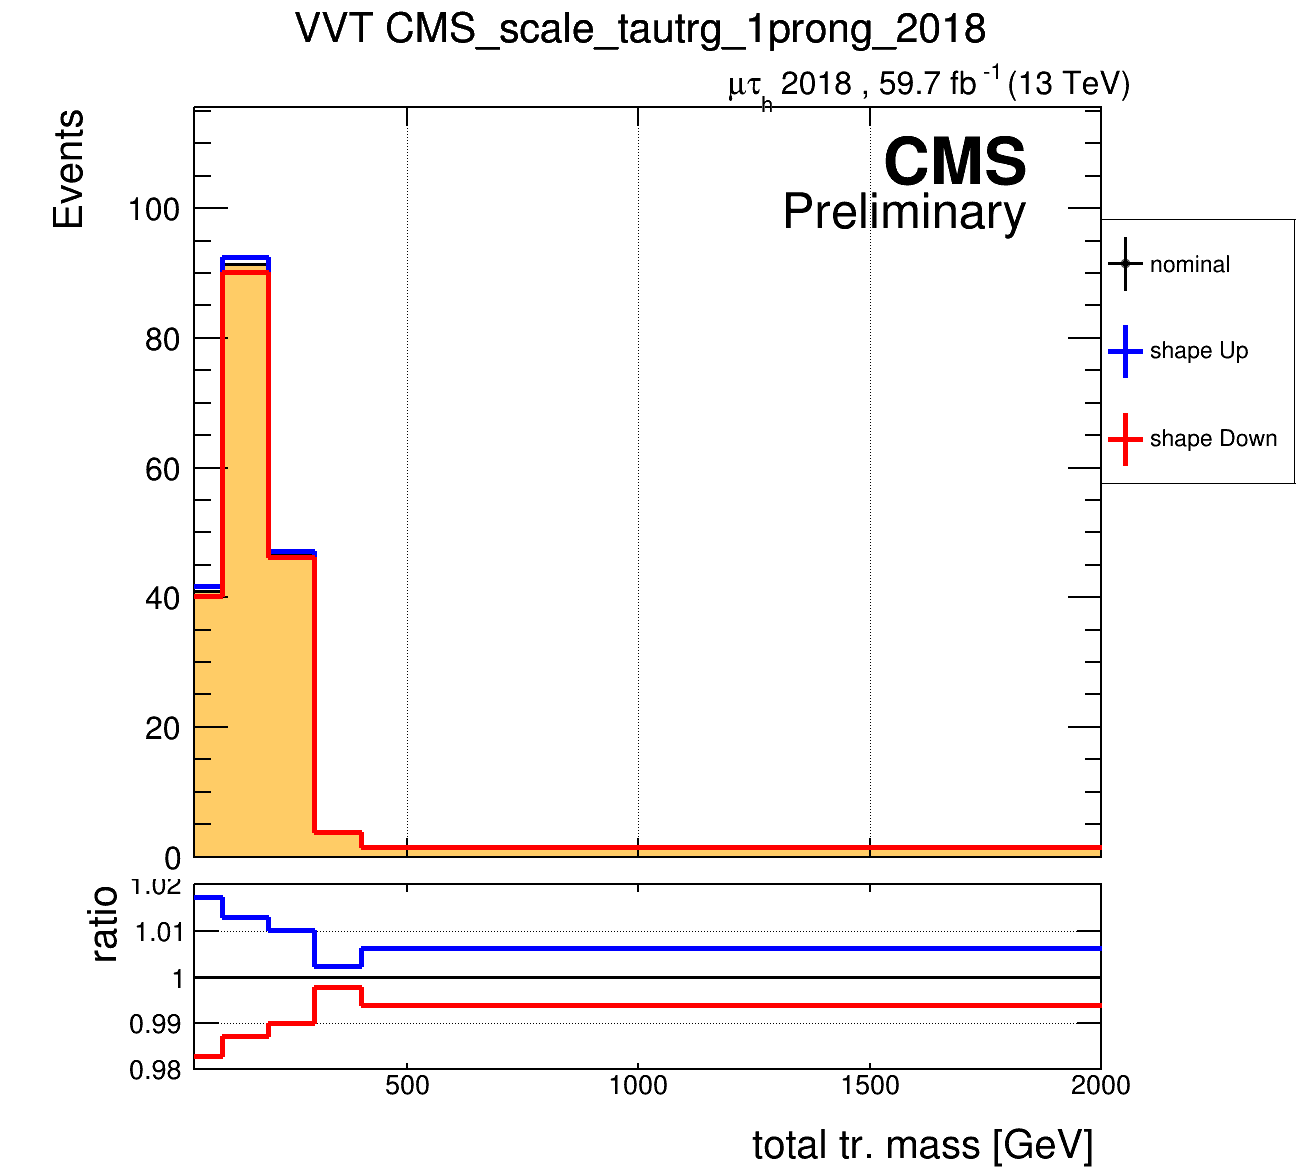 VVT CMS_scale_tautrg_1prong_2018
μτh 2018 , 59.7 fb-1 (13 TeV)
CMS
Preliminary
Events
100
80
60
40
20
0
nominal
shape Up
shape Down
ratio
1.02
1.01
1
0.99
0.98
500 1000 1500 2000
total tr. mass [GeV]